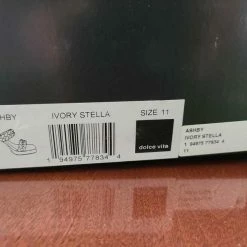 ASHBY
IVORY STELLA
SIZE 11
1 94975 77834 4
dolce vita
ASHBY
IVORY STELLA
1 94975 77834 4
11